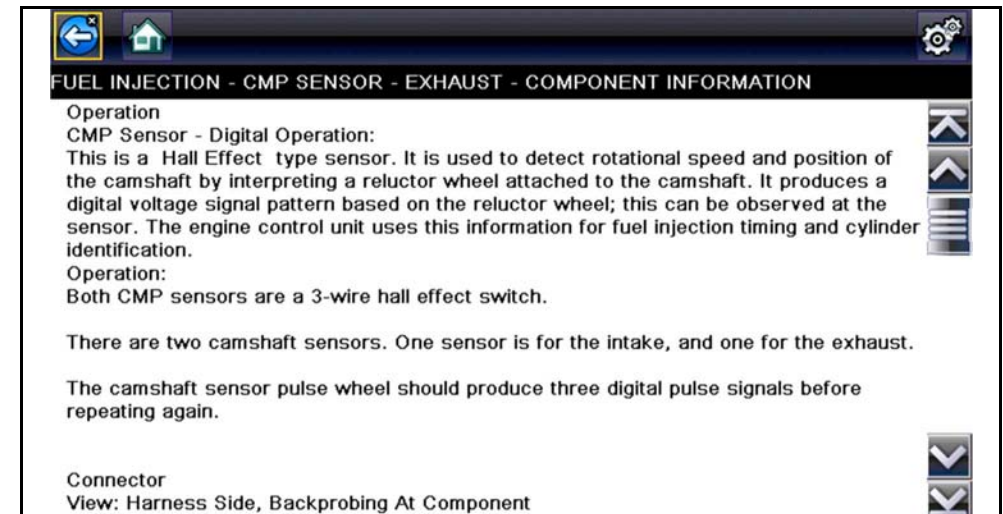 FUEL INJECTION - CMP SENSOR - EXHAUST - COMPONENT INFORMATION
Operation
CMP Sensor - Digital Operation:
This is a Hall Effect type sensor. It is used to detect rotational speed and position of
the camshaft by interpreting a reluctor wheel attached to the camshaft. It produces a
digital voltage signal pattern based on the reluctor wheel; this can be observed at the
sensor. The engine control unit uses this information for fuel injection timing and cylinder
identification.
Operation:
Both CMP sensors are a 3-wire hall effect switch.
There are two camshaft sensors. One sensor is for the intake, and one for the exhaust.
The camshaft sensor pulse wheel should produce three digital pulse signals before
repeating again.
Connector
View: Harness Side, Backprobing At Component